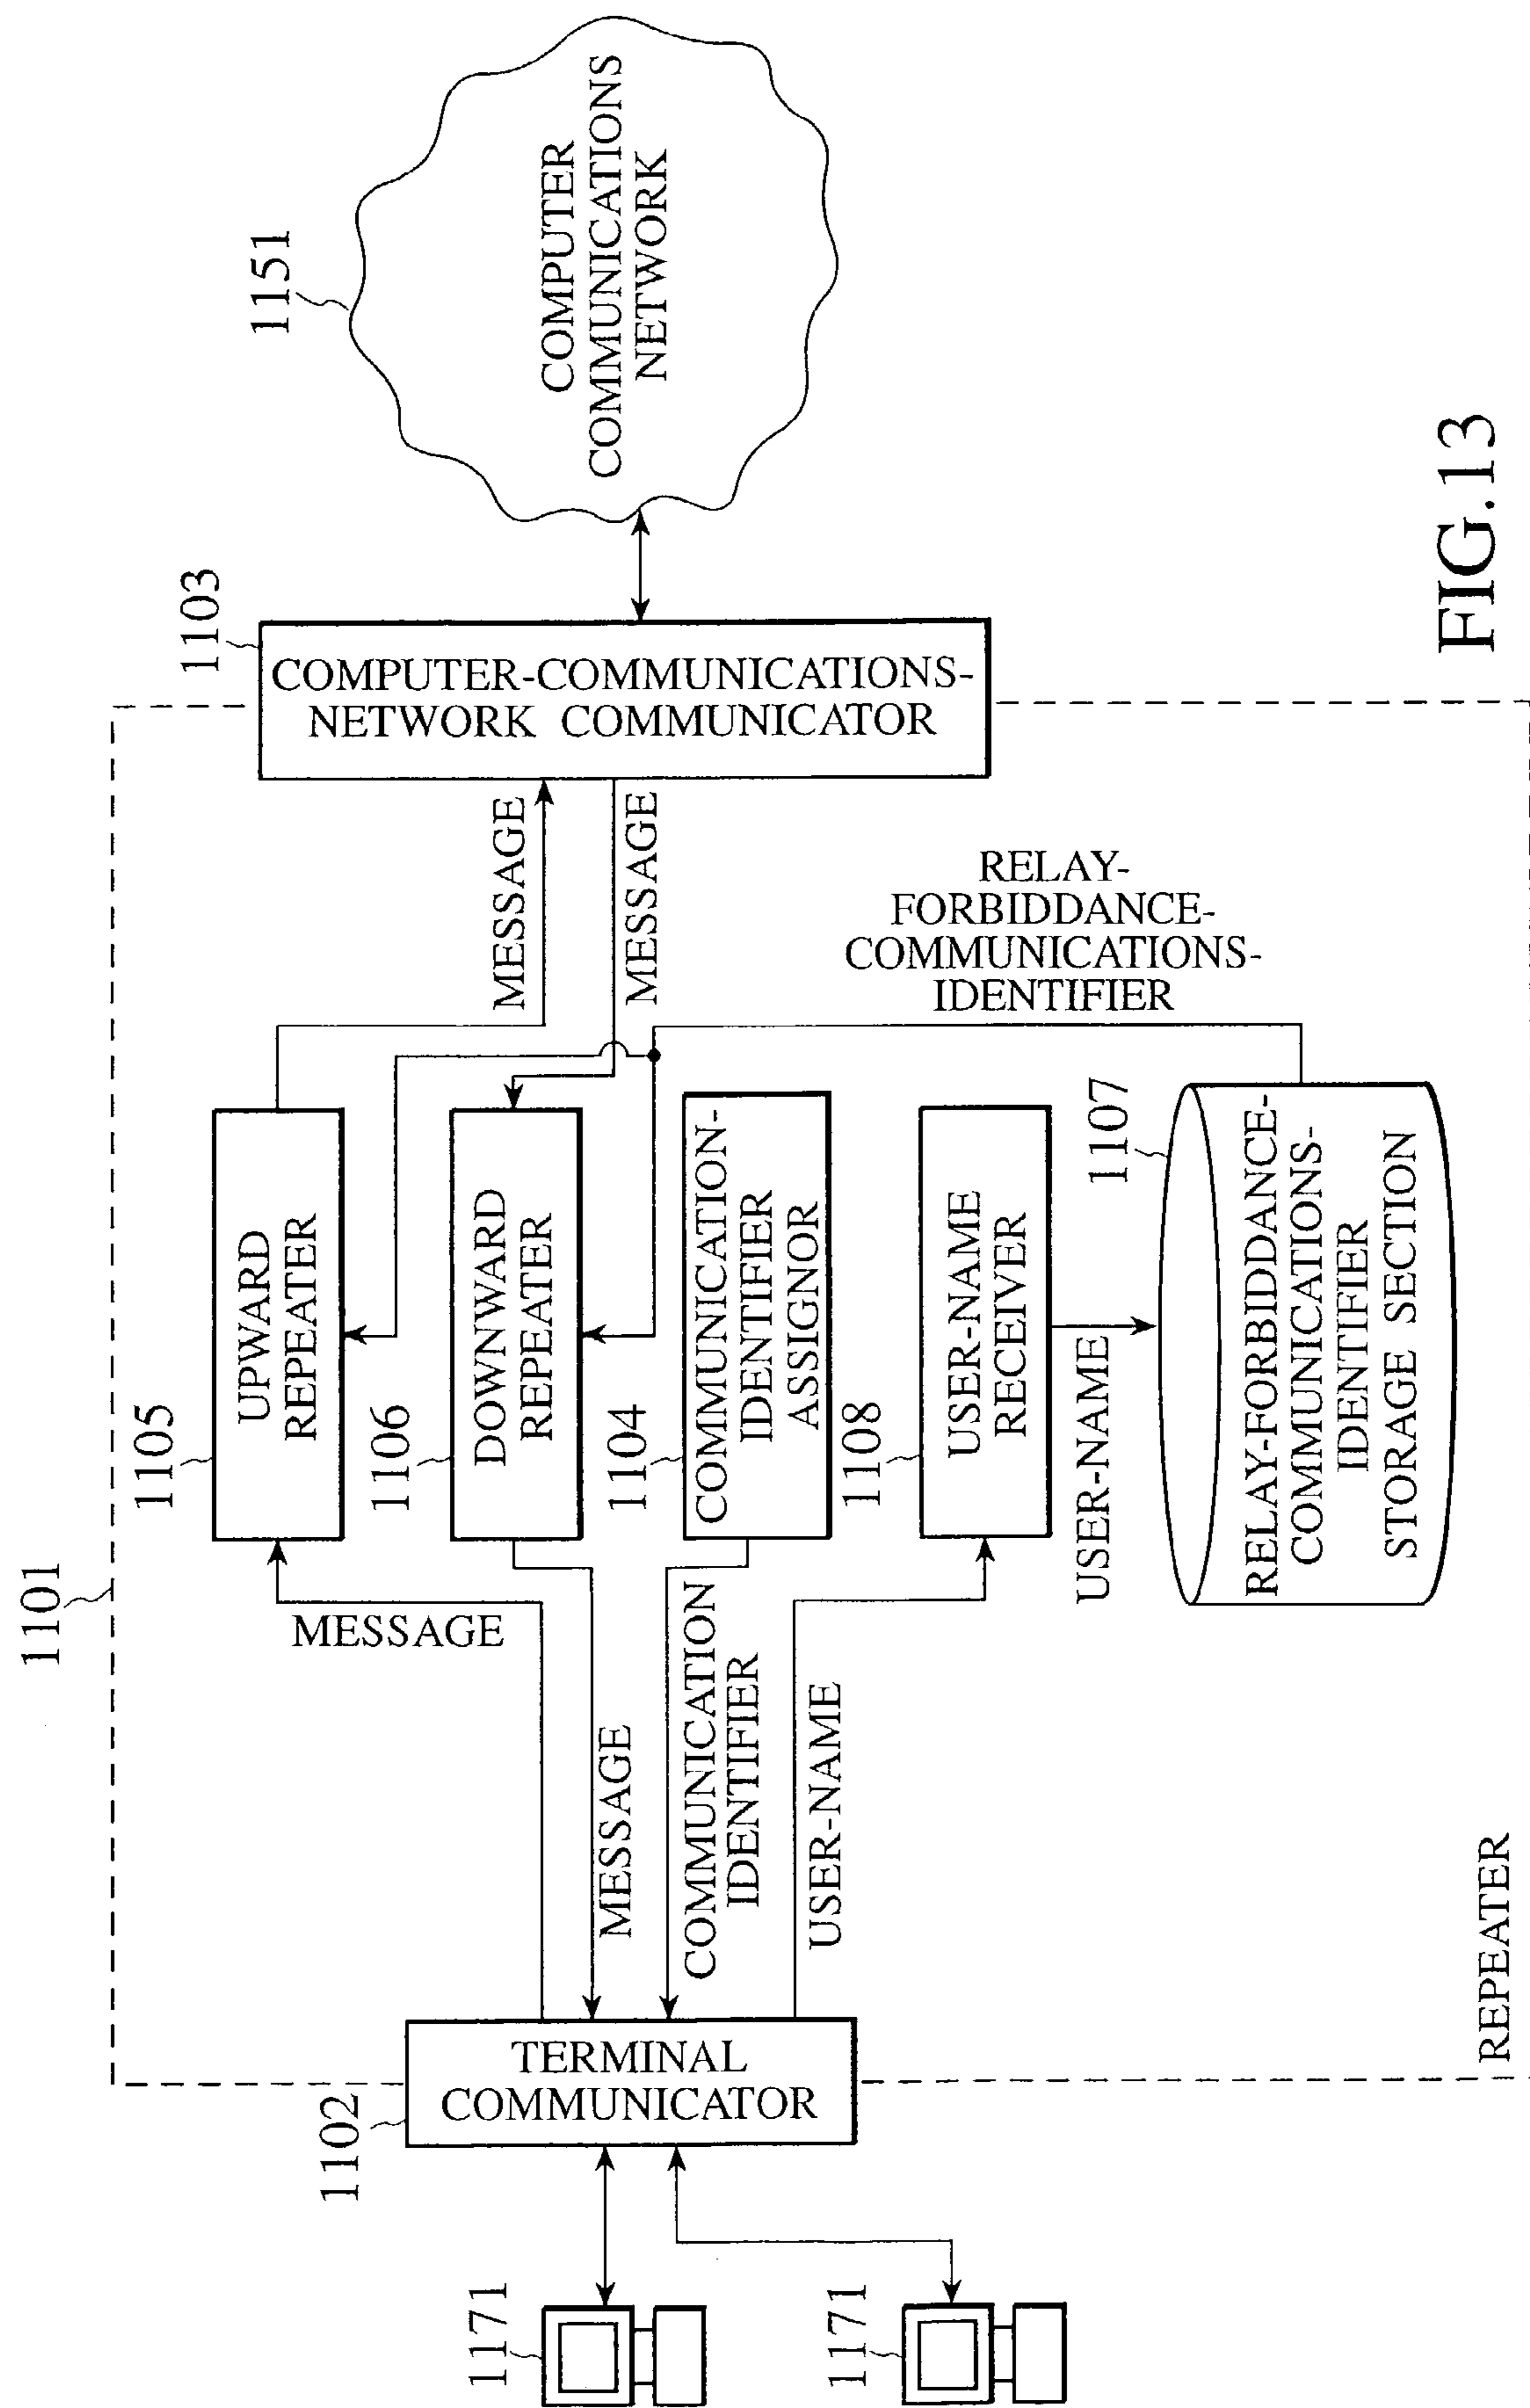 1101
1151
1103
1105
UPWARD
REPEATER
MESSAGE
MESSAGE
COMPUTER
COMMUNICATIONS
NETWORK
COMPUTER-COMMUNICATIONS-
NETWORK COMMUNICATOR
1102
TERMINAL
COMMUNICATOR
1171
1171
MESSAGE
1106
DOWNWARD
REPEATER
MESSAGE
COMMUNICATION
IDENTIFIER
1104
COMMUNICATION-
IDENTIFIER
ASSIGNOR
USER-NAME
1108
USER-NAME
RECEIVER
RELAY-
FORBIDDANCE-
COMMUNICATIONS-
IDENTIFIER
USER-NAME
1107
RELAY-FORBIDDANCE-
COMMUNICATIONS-
IDENTIFIER
STORAGE SECTION
REPEATER
FIG.13